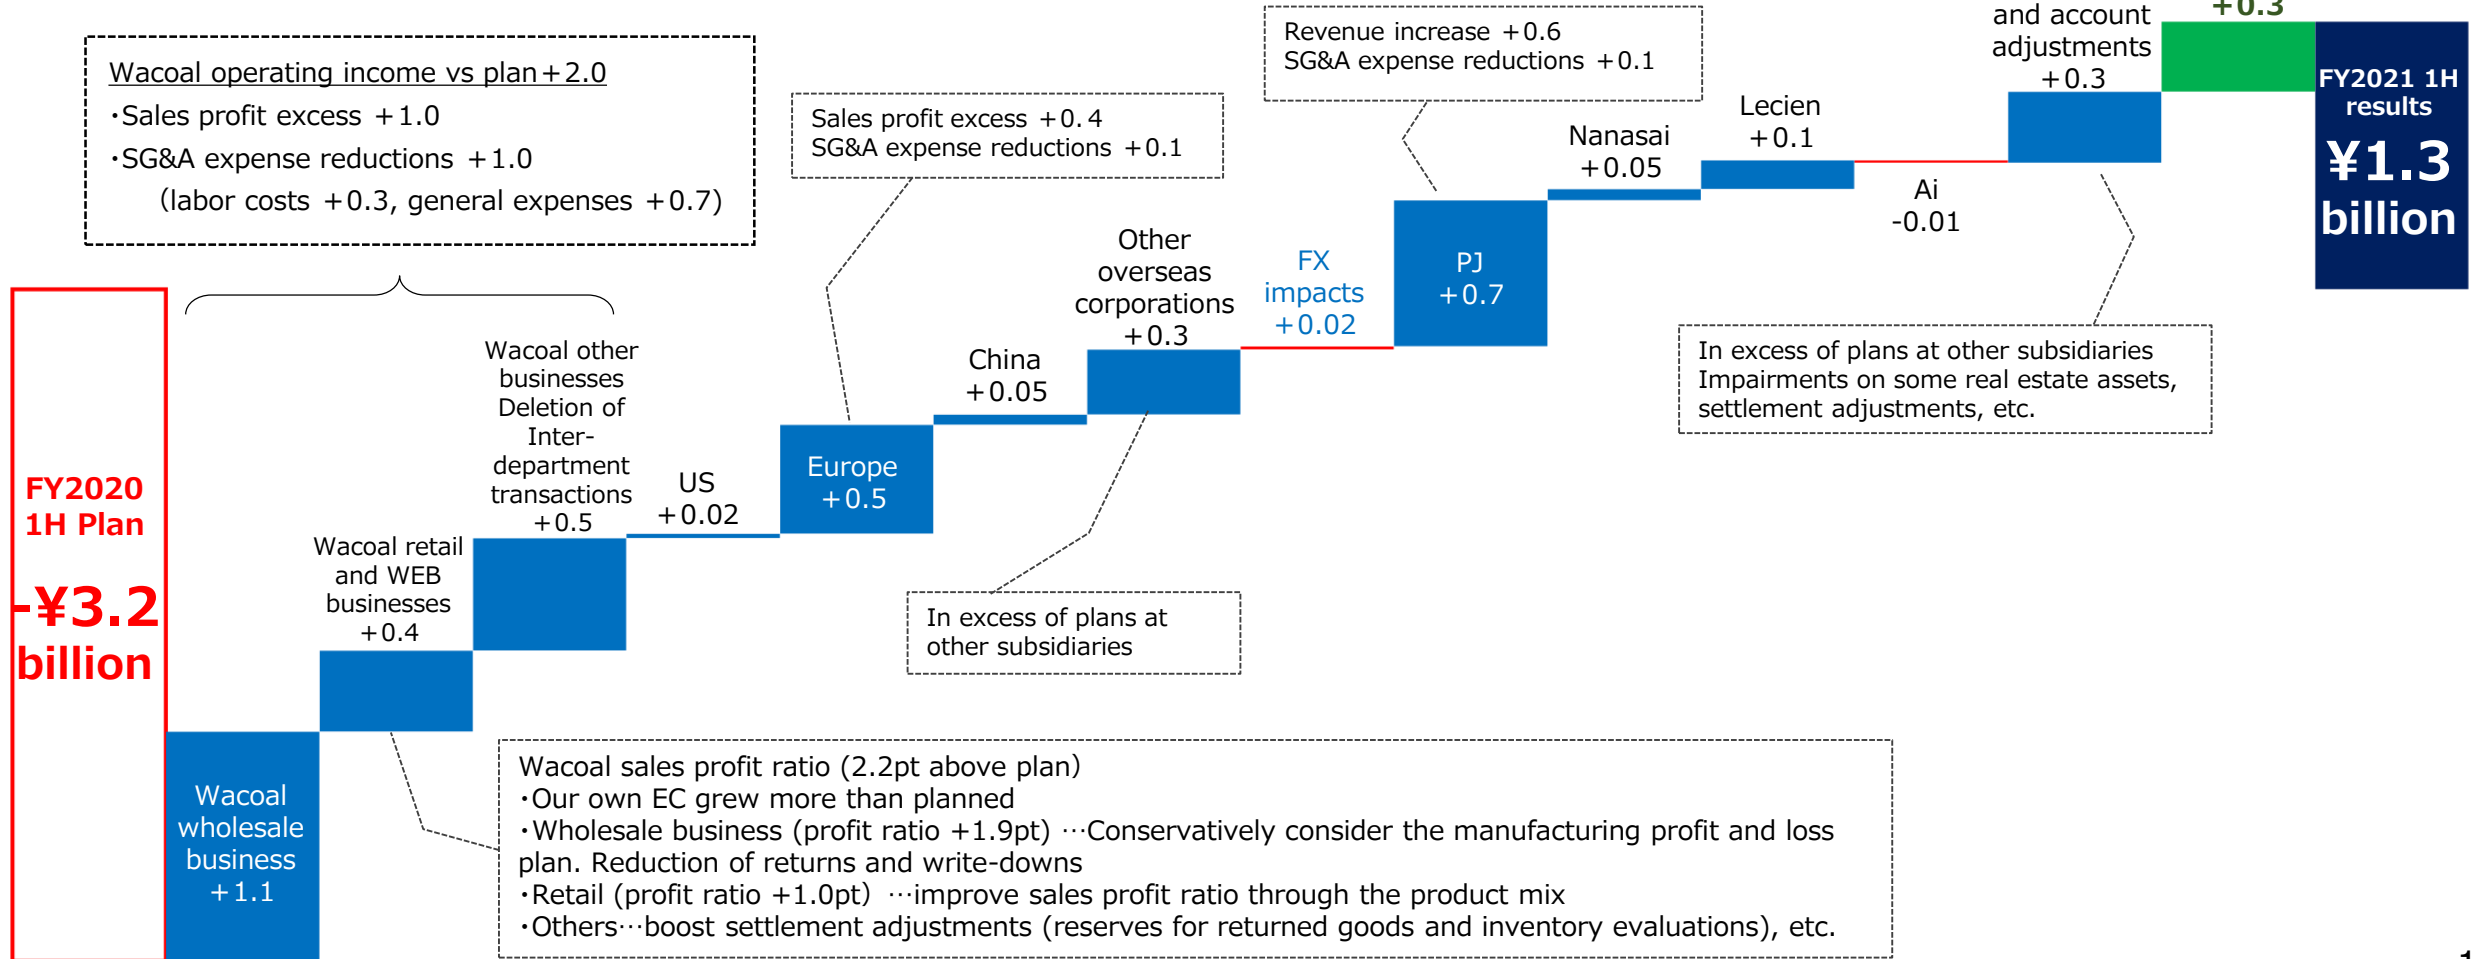 Wacoal operating income vs plan+2.0
・Sales profit excess +1.0
・SG&A expense reductions +1.0
(labor costs +0.3, general expenses +0.7)
FY2020
1H Plan
-¥3.2
billion
Wacoal
wholesale
business
+1.1
Wacoal retail
and WEB
businesses
+0.4
Wacoal other
businesses
Deletion of
Inter-
department
transactions
+0.5
US
+0.02
Sales profit excess +0.4
SG&A expense reductions +0.1
Europe
+0.5
China
+0.05
Other
overseas
corporations
+0.3
In excess of plans at
other subsidiaries
FX
impacts
+0.02
Revenue increase +0.6
SG&A expense reductions +0.1
PJ
+0.7
Nanasai
+0.05
Lecien
+0.1
Ai
-0.01
and account
adjustments
+0.3
In excess of plans at other subsidiaries
Impairments on some real estate assets,
settlement adjustments, etc.
+0.3
FY2021 1H
results
¥1.3
billion
Wacoal sales profit ratio (2.2pt above plan)
・Our own EC grew more than planned
・Wholesale business (profit ratio +1.9pt) …Conservatively consider the manufacturing profit and loss
plan. Reduction of returns and write-downs
・Retail (profit ratio +1.0pt) …improve sales profit ratio through the product mix
・Others…boost settlement adjustments (reserves for returned goods and inventory evaluations), etc.